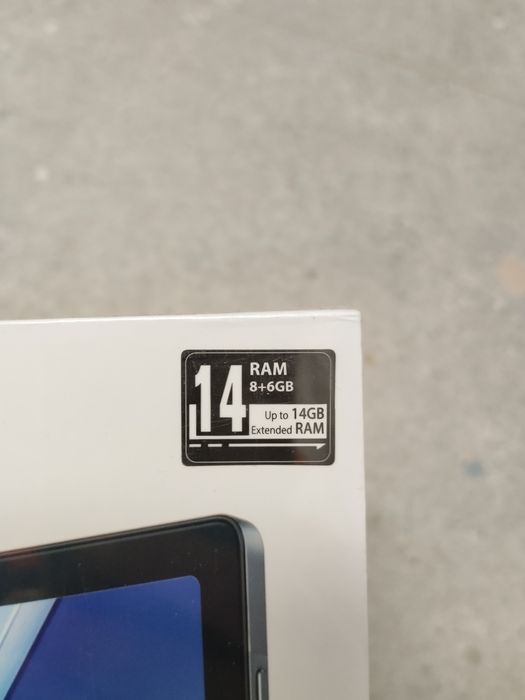 14
RAM
8+6GB
Up to 14GB
Extended RAM